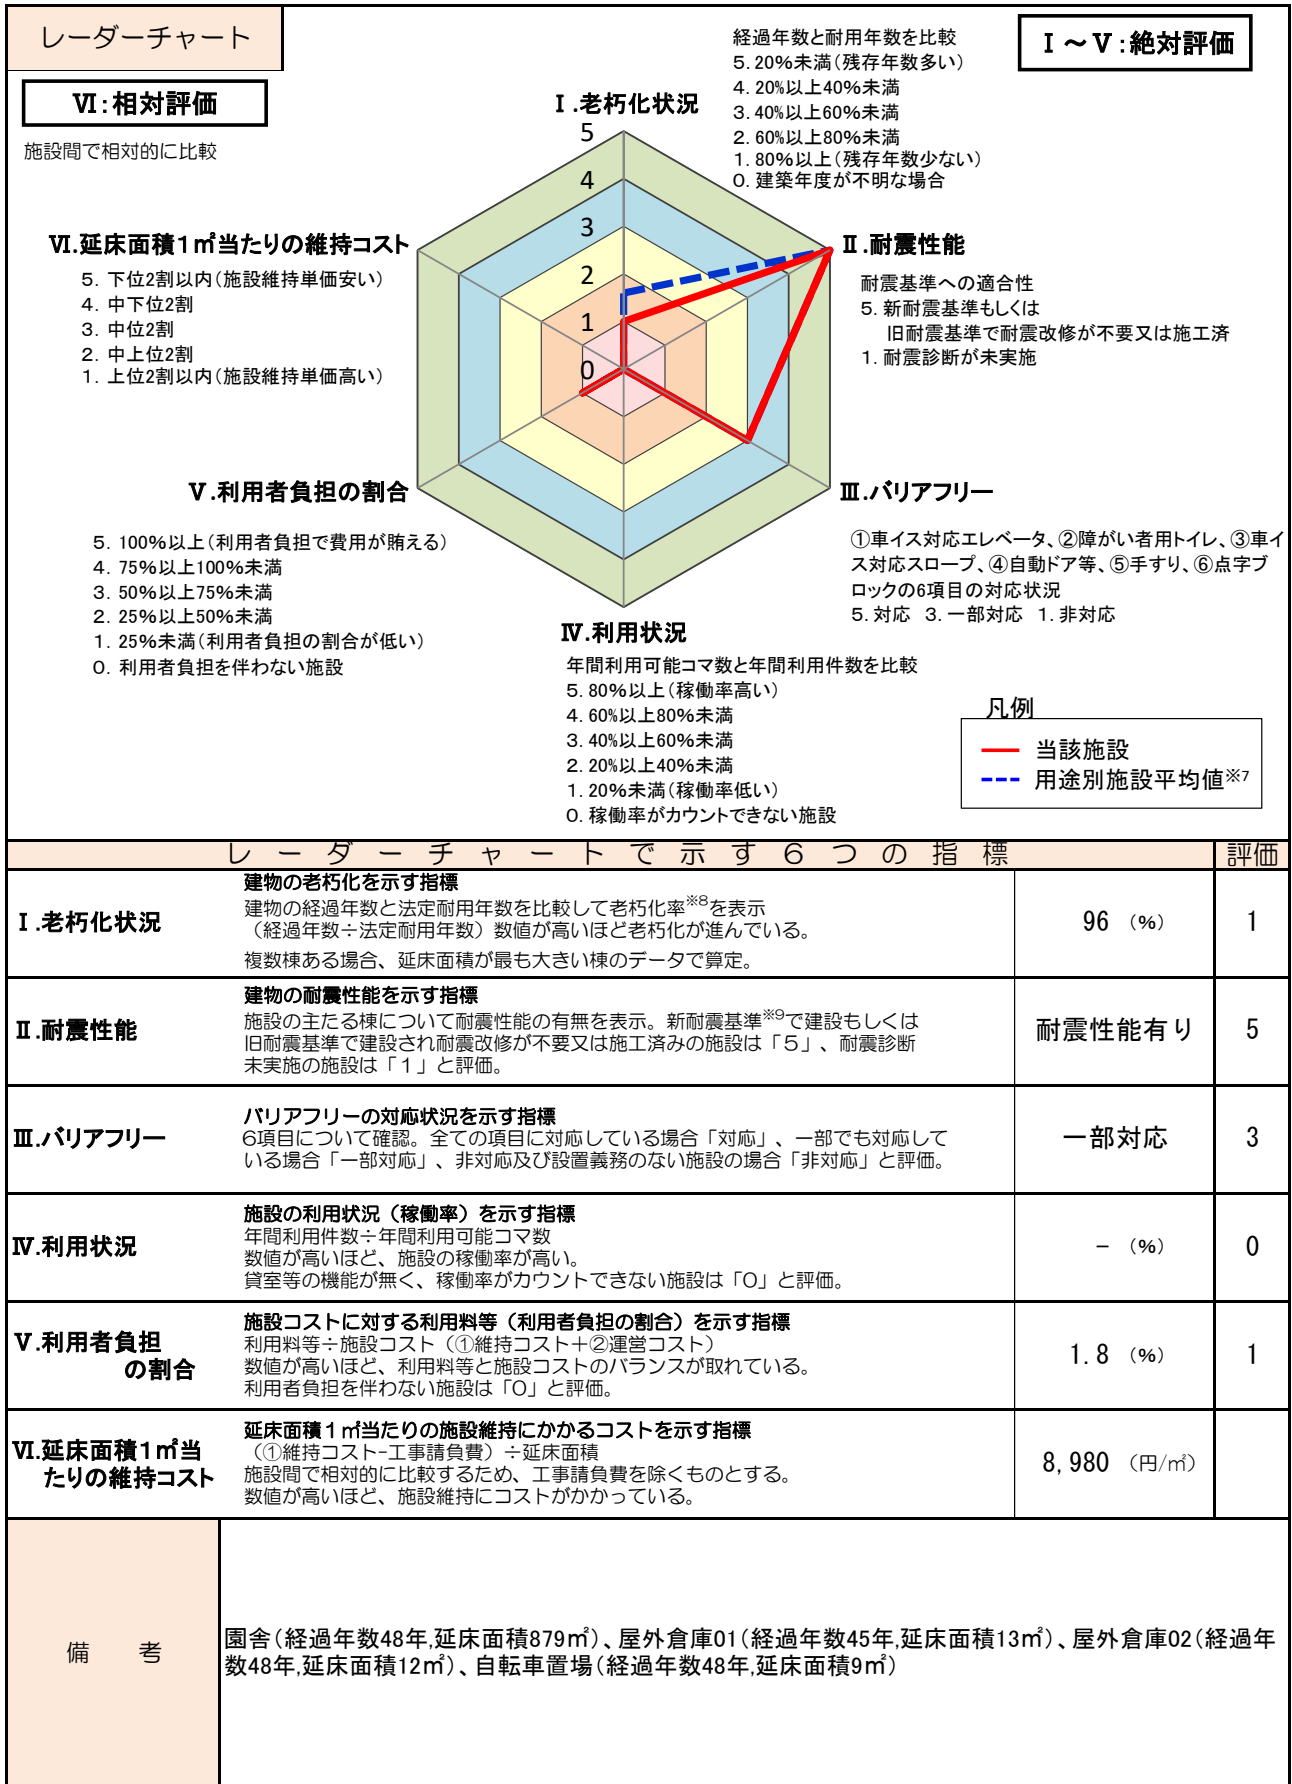 レーダーチャート
Ⅰ～Ⅴ:絶対評価
Ⅵ:相対評価
施設間で相対的に比較
Ⅰ.老朽化状況
経過年数と耐用年数を比較
5.20%未満(残存年数多い)
4.20%以上40%未満
3.40%以上60%未満
2.60%以上80%未満
1.80%以上(残存年数少ない)
0.建築年度が不明な場合
5
4
3
2
1
0
Ⅱ.耐震性能
耐震基準への適合性
5.新耐震基準もしくは
旧耐震基準で耐震改修が不要又は施工済
1.耐震診断が未実施
Ⅵ.延床面積1㎡当たりの維持コスト
5.下位2割以内(施設維持単価安い)
4.中下位2割
3.中位2割
2.中上位2割
1.上位2割以内(施設維持単価高い)
Ⅴ.利用者負担の割合
5.100%以上(利用者負担で費用が賄える)
4.75%以上100%未満
3.50%以上75%未満
2.25%以上50%未満
1.25%未満(利用者負担の割合が低い)
0.利用者負担を伴わない施設
Ⅲ.バリアフリー
①車イス対応エレベータ、②障がい者用トイレ、③車イ
ス対応スロープ、④自動ドア等、⑤手すり、⑥点字ブ
ロックの6項目の対応状況
5.対応 3.一部対応 1.非対応
Ⅳ.利用状況
年間利用可能コマ数と年間利用件数を比較
5.80%以上(稼働率高い)
4.60%以上80%未満
3.40%以上60%未満
2.20%以上40%未満
1.20%未満(稼働率低い)
0.稼働率がカウントできない施設
凡例
当該施設
用途別施設平均値※7
レーダーチャートで示す6つの指標 評価
Ⅰ.老朽化状況
建物の老朽化を示す指標
建物の経過年数と法定耐用年数を比較して老朽化率※8を表示
（経過年数÷法定耐用年数）数値が高いほど老朽化が進んでいる。
複数棟ある場合、延床面積が最も大きい棟のデータで算定。
96 (%) 1
Ⅱ.耐震性能
建物の耐震性能を示す指標
施設の主たる棟について耐震性能の有無を表示。新耐震基準※9で建設もしくは
旧耐震基準で建設され耐震改修が不要又は施工済みの施設は「5」、耐震診断
未実施の施設は「1」と評価。
耐震性能有り 5
Ⅲ.バリアフリー
バリアフリーの対応状況を示す指標
6項目について確認。全ての項目に対応している場合「対応」、一部でも対応して
いる場合「一部対応」、非対応及び設置義務のない施設の場合「非対応」と評価。
一部対応 3
Ⅳ.利用状況
施設の利用状況（稼働率）を示す指標
年間利用件数÷年間利用可能コマ数
数値が高いほど、施設の稼働率が高い。
貸室等の機能が無く、稼働率がカウントできない施設は「0」と評価。
－ (%) 0
Ⅴ.利用者負担
の割合
施設コストに対する利用料等（利用者負担の割合）を示す指標
利用料等÷施設コスト（①維持コスト+②運営コスト）
数値が高いほど、利用料等と施設コストのバランスが取れている。
利用者負担を伴わない施設は「0」と評価。
1.8 (%) 1
Ⅵ.延床面積1㎡当
たりの維持コスト
延床面積1㎡当たりの施設維持にかかるコストを示す指標
（①維持コスト-工事請負費）÷延床面積
施設間で相対的に比較するため、工事請負費を除くものとする。
数値が高いほど、施設維持にコストがかかっている。
8,980 (円/㎡)
備 考
園舎(経過年数48年,延床面積879㎡)、屋外倉庫01(経過年数45年,延床面積13㎡)、屋外倉庫02(経過年
数48年,延床面積12㎡)、自転車置場(経過年数48年,延床面積9㎡)